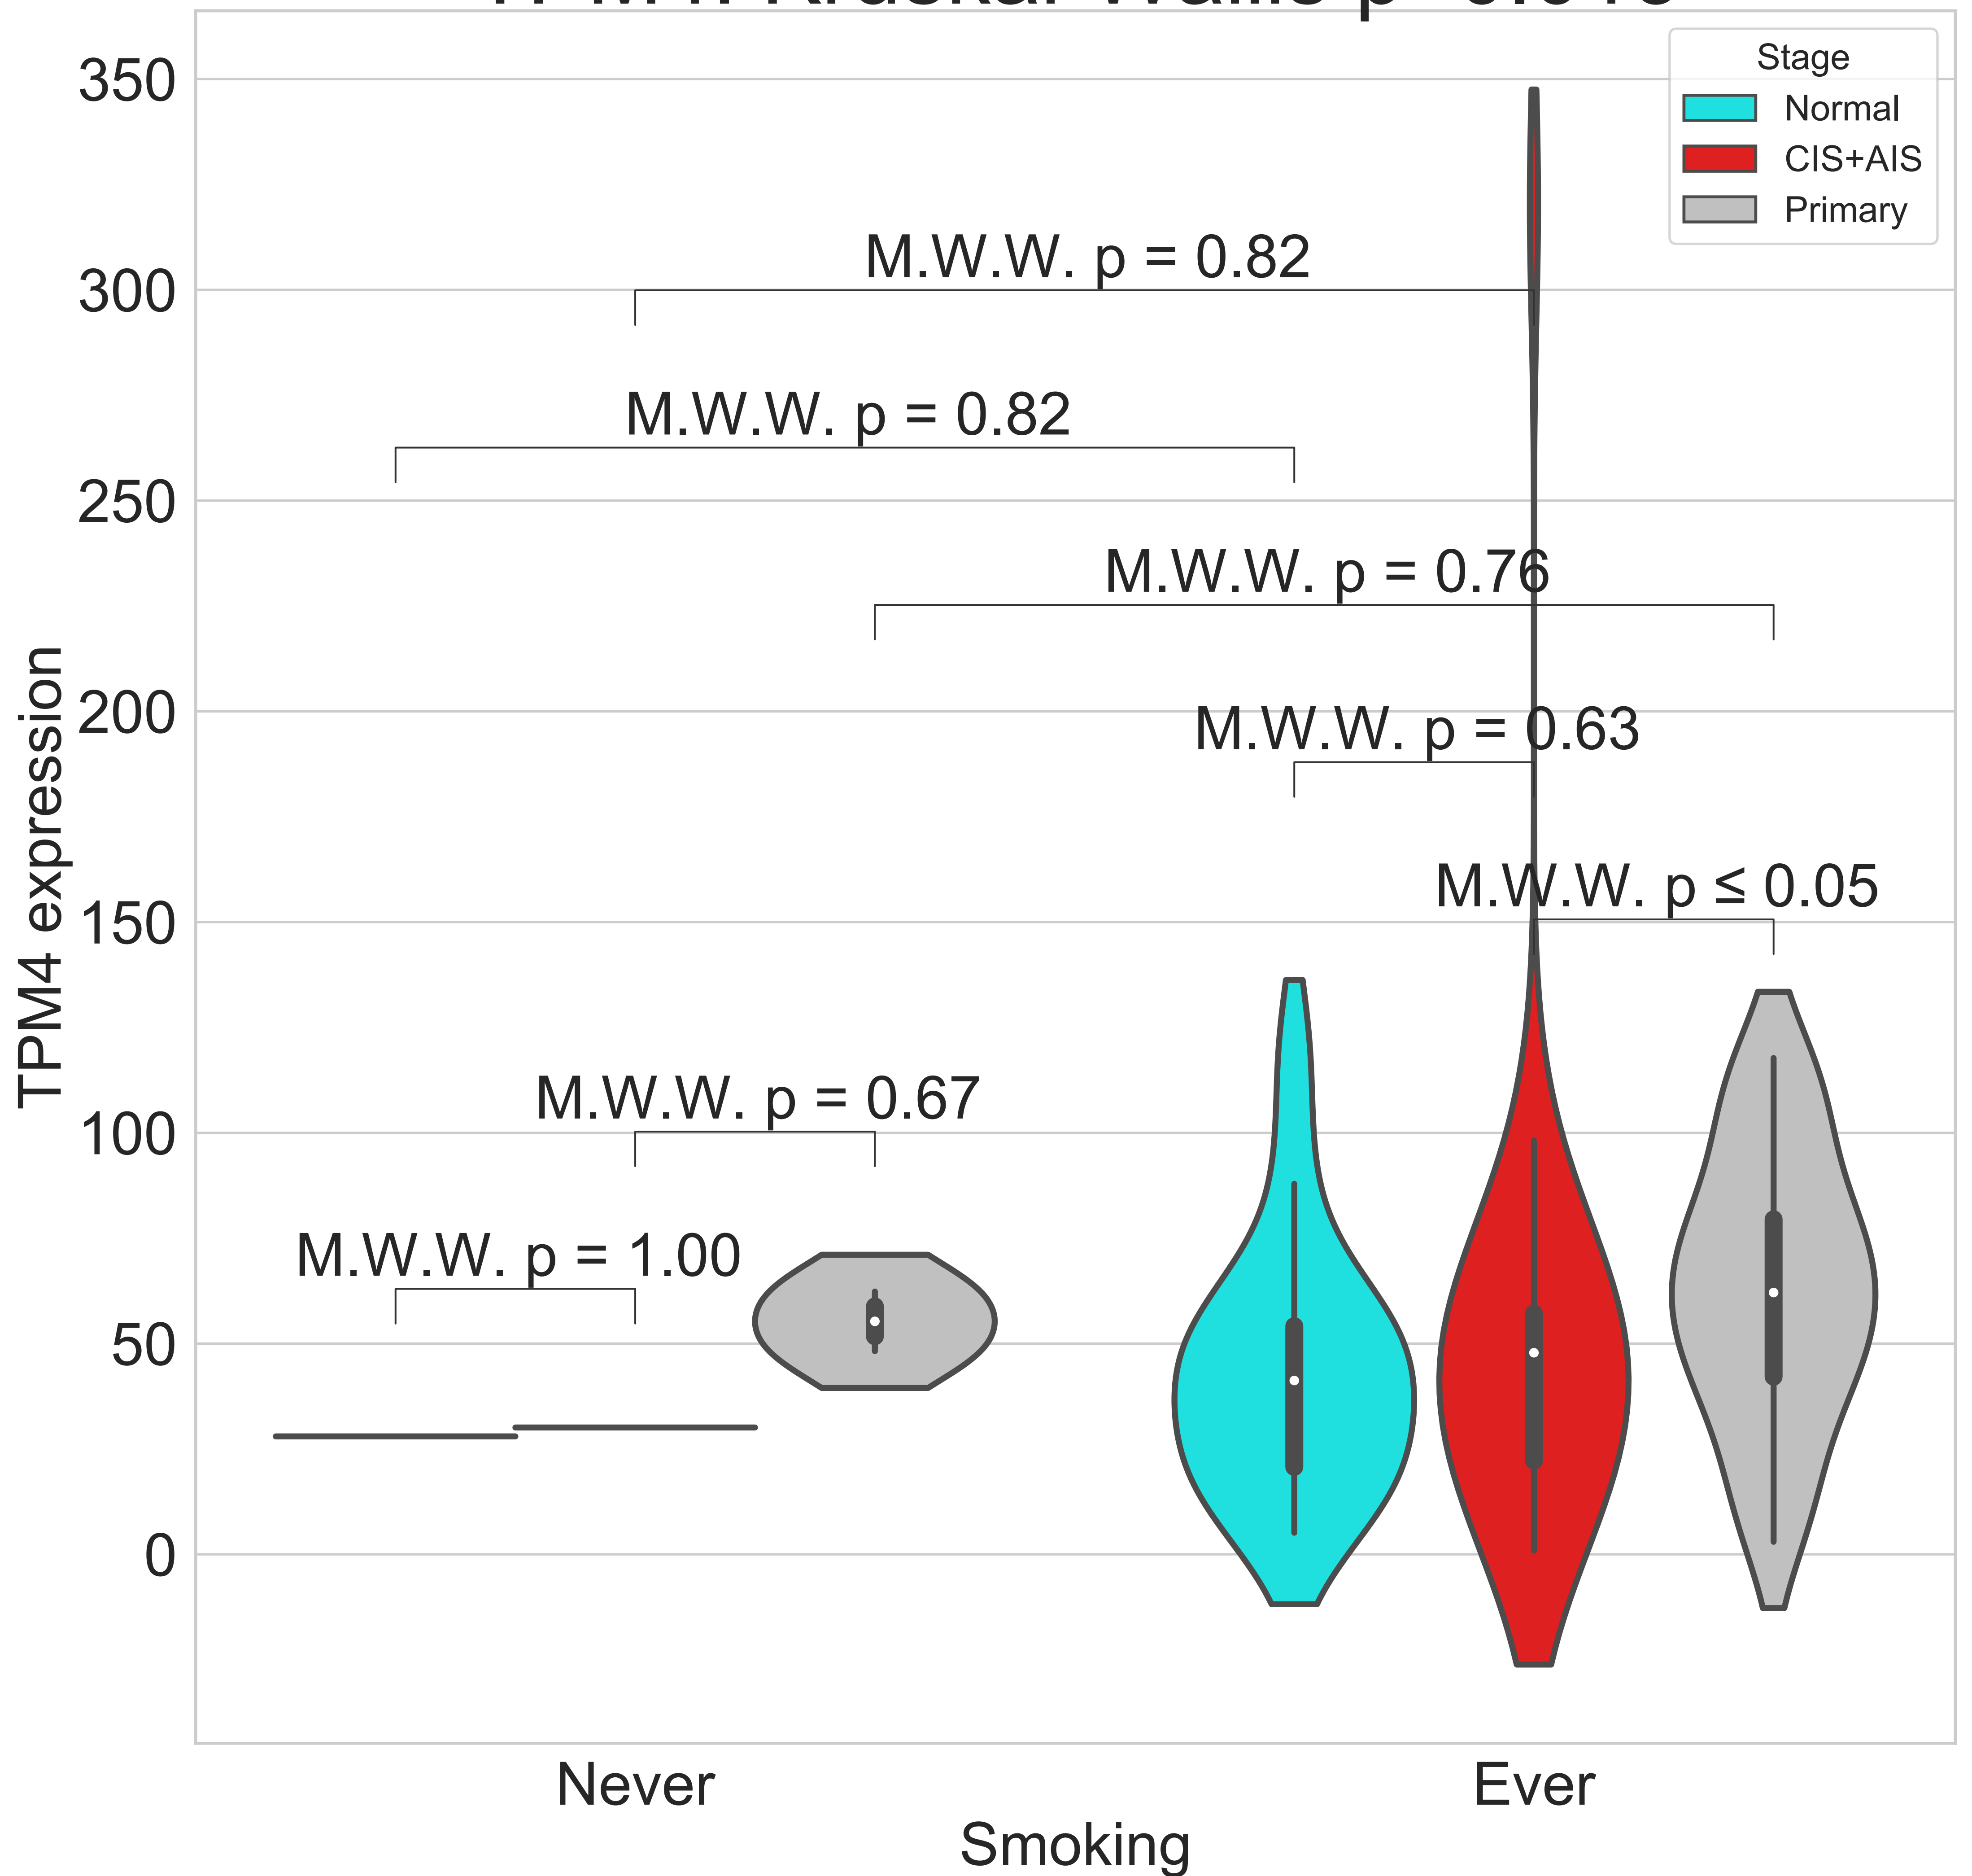 350
Stage
Normal
CIS+AIS
Primary
M.W.W. p = 0.82
300
M.W.W. p = 0.82
250
M.W.W. p = 0.76
200
M.W.W. p = 0.63
M.W.W. p ≤ 0.05
150
M.W.W. p = 0.67
100
M.W.W. p = 1.00
50
0
TPM4 expression
Never
Ever
Smoking